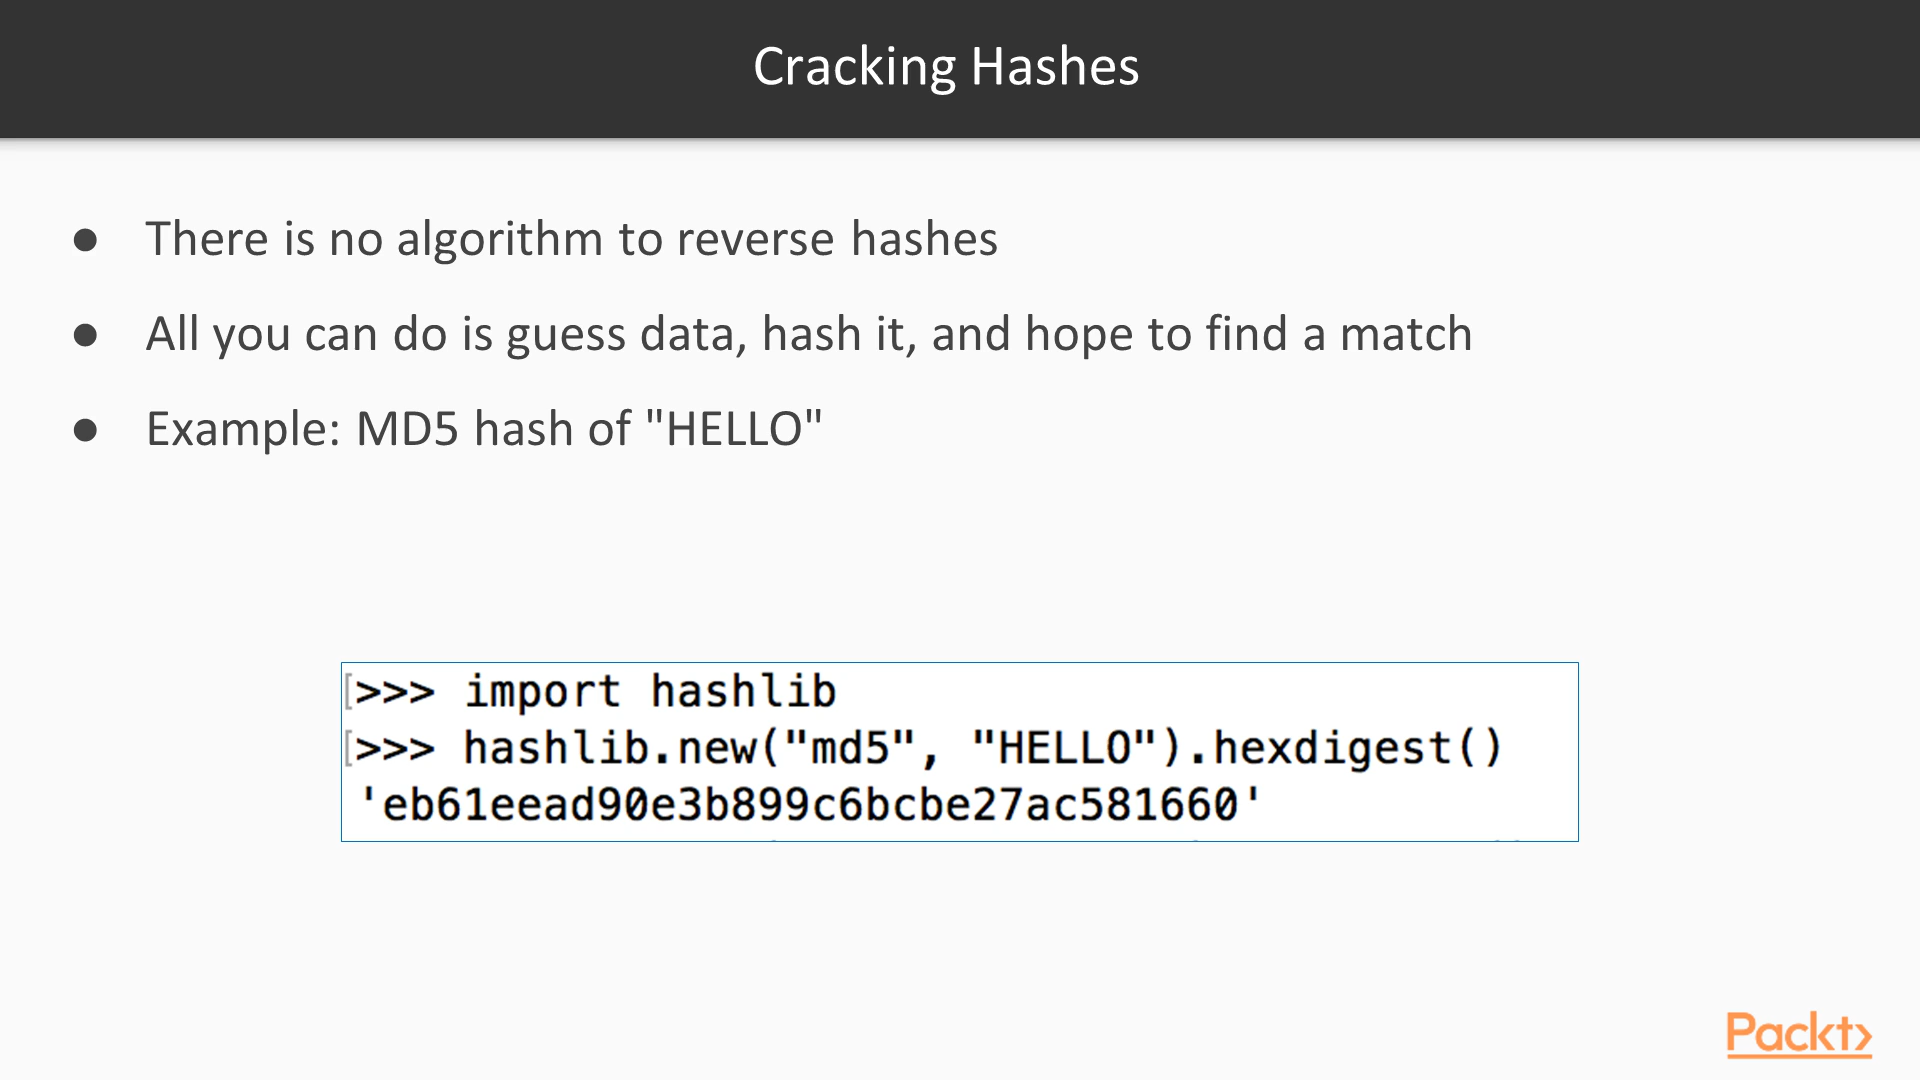 Cracking Hashes
● There is no algorithm to reverse hashes
● All you can do is guess data, hash it, and hope to find a match
● Example: MD5 hash of "HELLO"
[>>> import hashlib
[>>> hashlib.new("md5", "HELLO").hexdigest()
'eb61eead90e3b899c6bcbe27ac581660'
Packt>